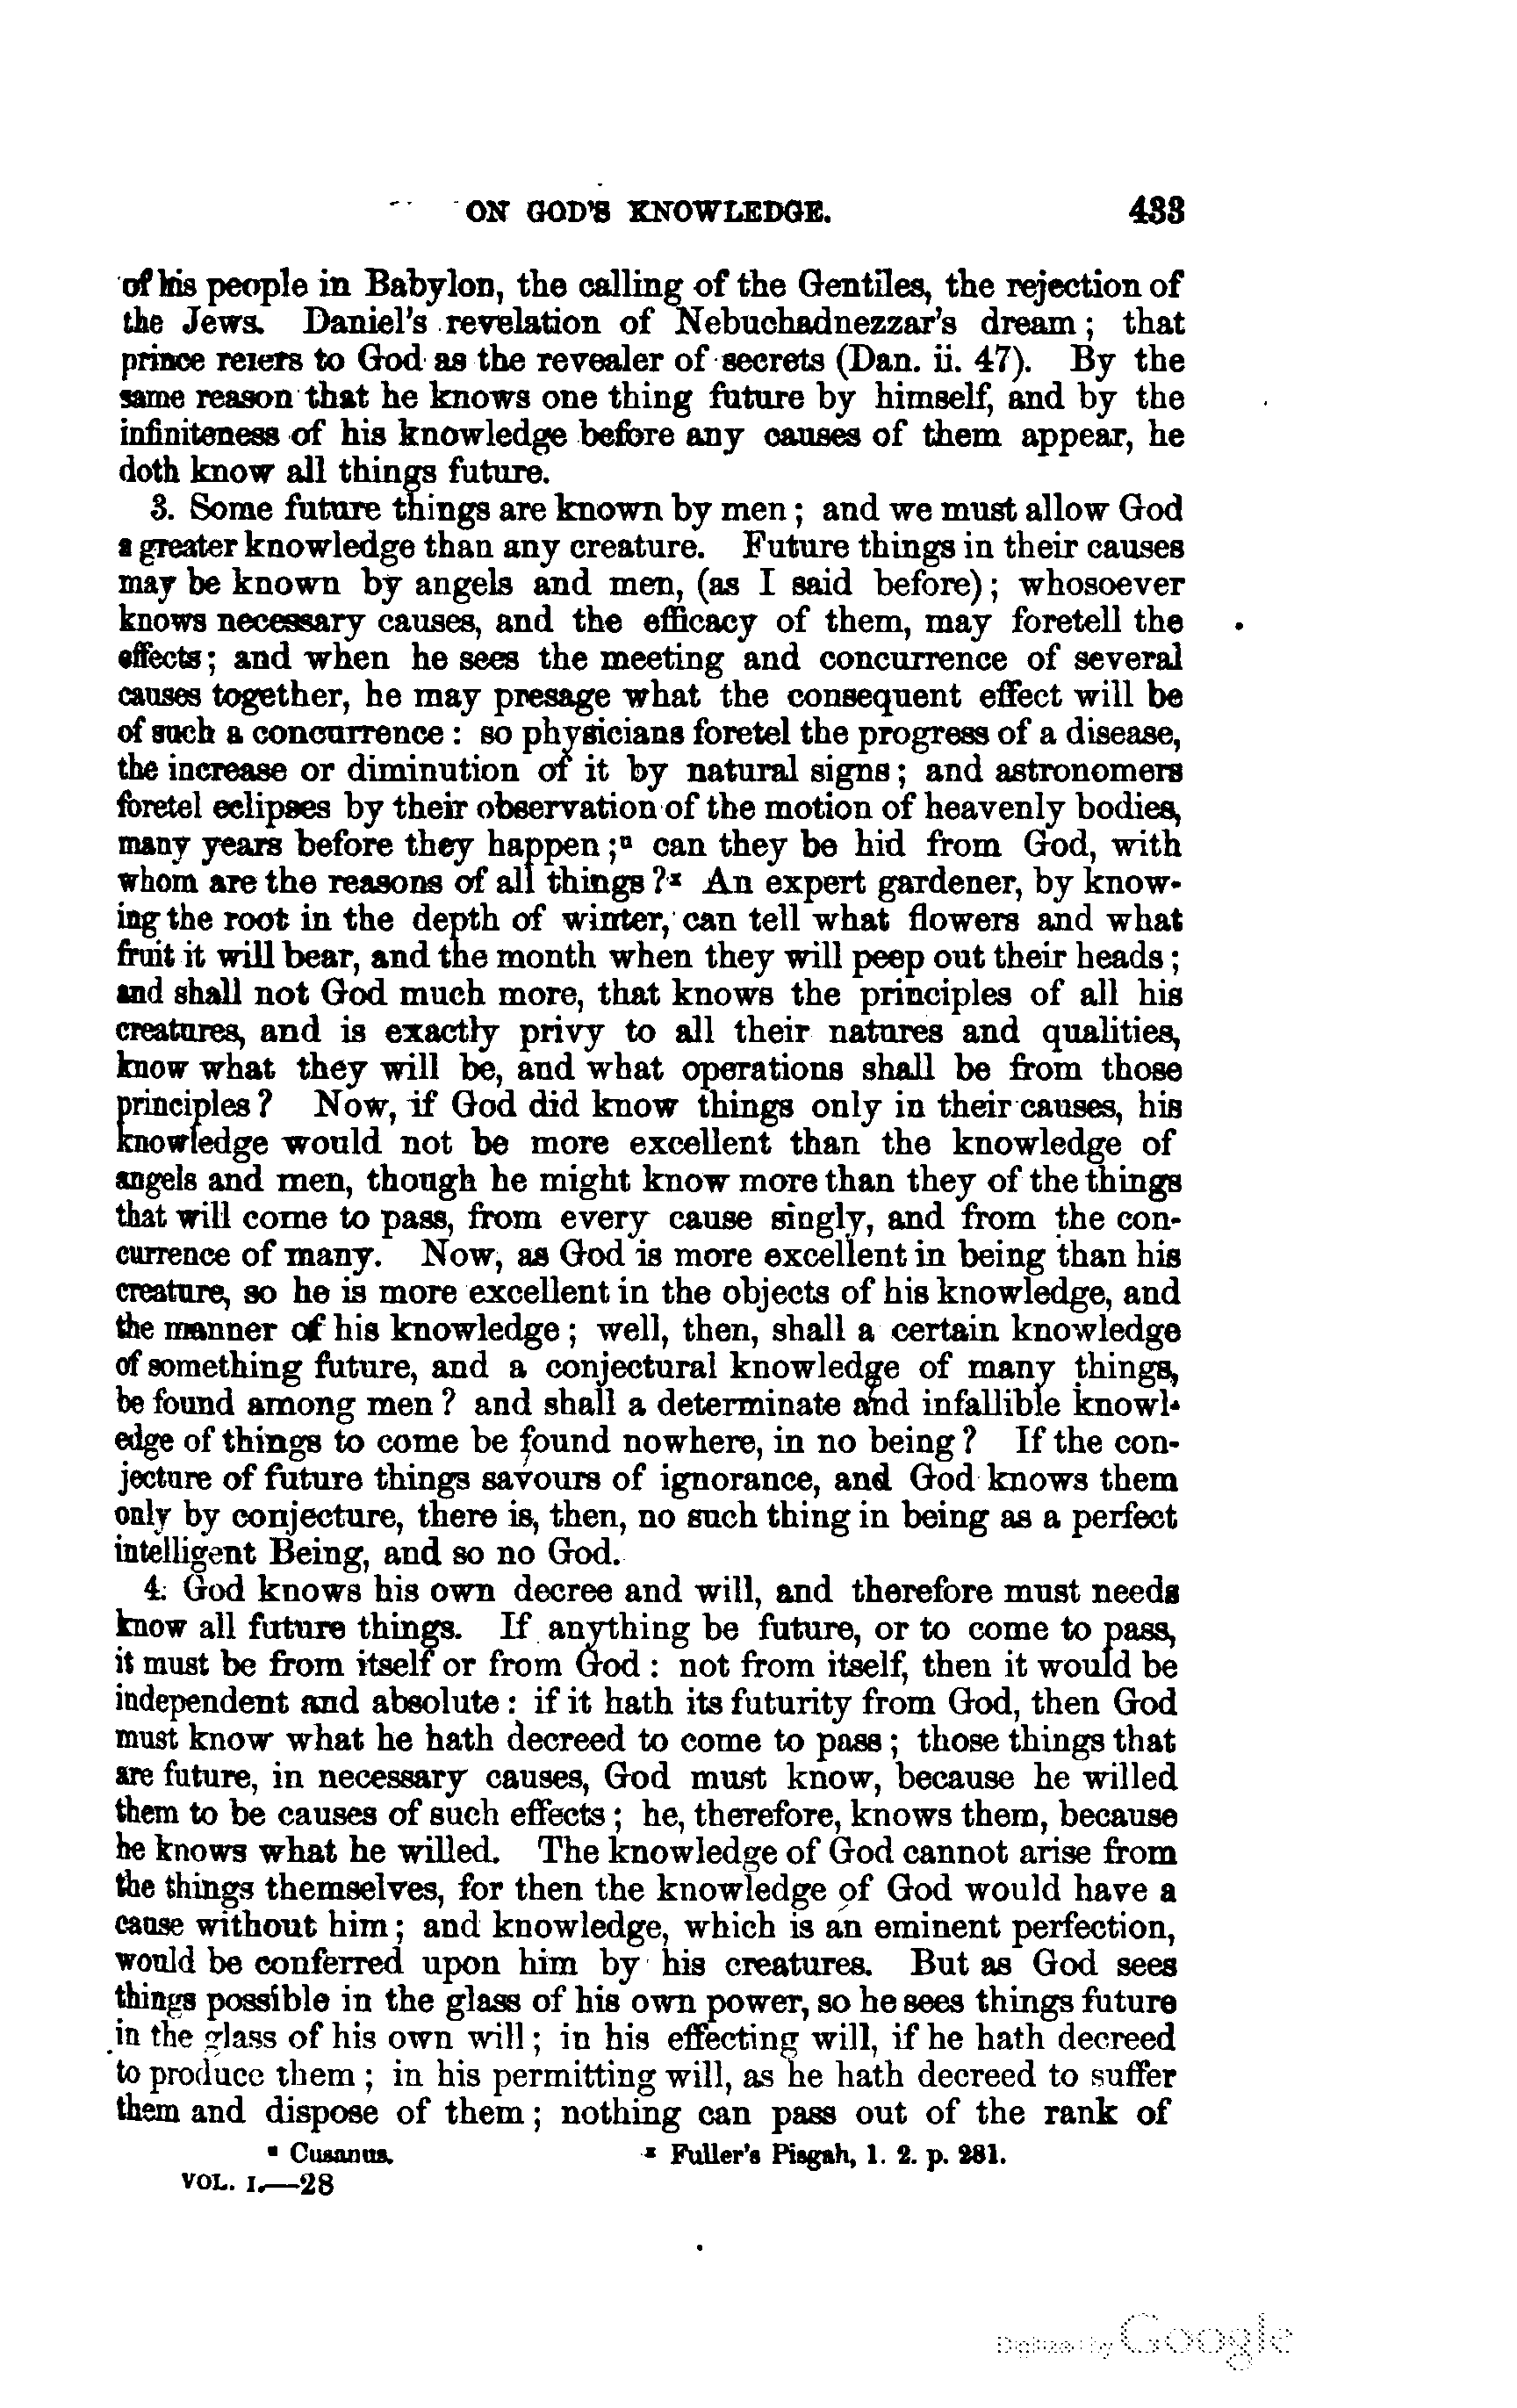 ON GOD'S KNOWLEDGE. 433
of his people in Babylon, the calling of the Gentiles, the rejection of
the Jews. Daniel's revelation of Nebuchadnezzar's dream; that
prince refers to God as the revealer of secrets (Dan. ii. 47). By the
same reason that he knows one thing future by himself, and by the
infiniteness of his knowledge before any causes of them appear, he
doth know all things future.
3. Some future things are known by men; and we must allow God
a greater knowledge than any creature. Future things in their causes
may be known by angels and men, (as I said before); whosoever
knows necessary causes, and the efficacy of them, may foretell the
effects; and when he sees the meeting and concurrence of several
causes together, he may presage what the consequent effect will be
of such a concurrence: so physicians foretel the progress of a disease,
the increase or diminution of it by natural signs; and astronomers
foretel eclipses by their observation of the motion of heavenly bodies,
many years before they happen;u can they be hid from God, with
whom are the reasons of all things?x An expert gardener, by know-
ing the root in the depth of winter, can tell what flowers and what
fruit it will bear, and the month when they will peep out their heads;
and shall not God much more, that knows the principles of all his
creatures, and is exactly privy to all their natures and qualities,
know what they will be, and what operations shall be from those
principles? Now, if God did know things only in their causes, his
knowledge would not be more excellent than the knowledge of
angels and men, though he might know more than they of the things
that will come to pass, from every cause singly, and from the con-
currence of many. Now, as God is more excellent in being than his
creature, so he is more excellent in the objects of his knowledge, and
the manner of his knowledge; well, then, shall a certain knowledge
of something future, and a conjectural knowledge of many things,
be found among men? and shall a determinate and infallible knowl-
edge of things to come be found nowhere, in no being? If the con-
jecture of future things savours of ignorance, and God knows them
only by conjecture, there is, then, no such thing in being as a perfect
intelligent Being, and so no God.
4. God knows his own decree and will, and therefore must needs
know all future things. If anything be future, or to come to pass,
it must be from itself or from God: not from itself, then it would be
independent and absolute: if it hath its futurity from God, then God
must know what he hath decreed to come to pass; those things that
are future, in necessary causes, God must know, because he willed
them to be causes of such effects; he, therefore, knows them, because
he knows what he willed. The knowledge of God cannot arise from
the things themselves, for then the knowledge of God would have a
cause without him; and knowledge, which is an eminent perfection,
would be conferred upon him by his creatures. But as God sees
things possible in the glass of his own power, so he sees things future
in the glass of his own will; in his effecting will, if he hath decreed
to produce them; in his permitting will, as he hath decreed to suffer
them and dispose of them; nothing can pass out of the rank of
u Cusanus. x Fuller's Pisgah, l. 2. p. 281.
VOL. I.—28
Digitized by Google